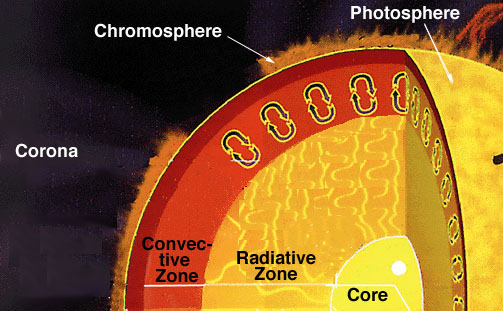 Photosphere
Chromosphere
Corona
Convec-
tive
Zone
Radiative
Zone
Core